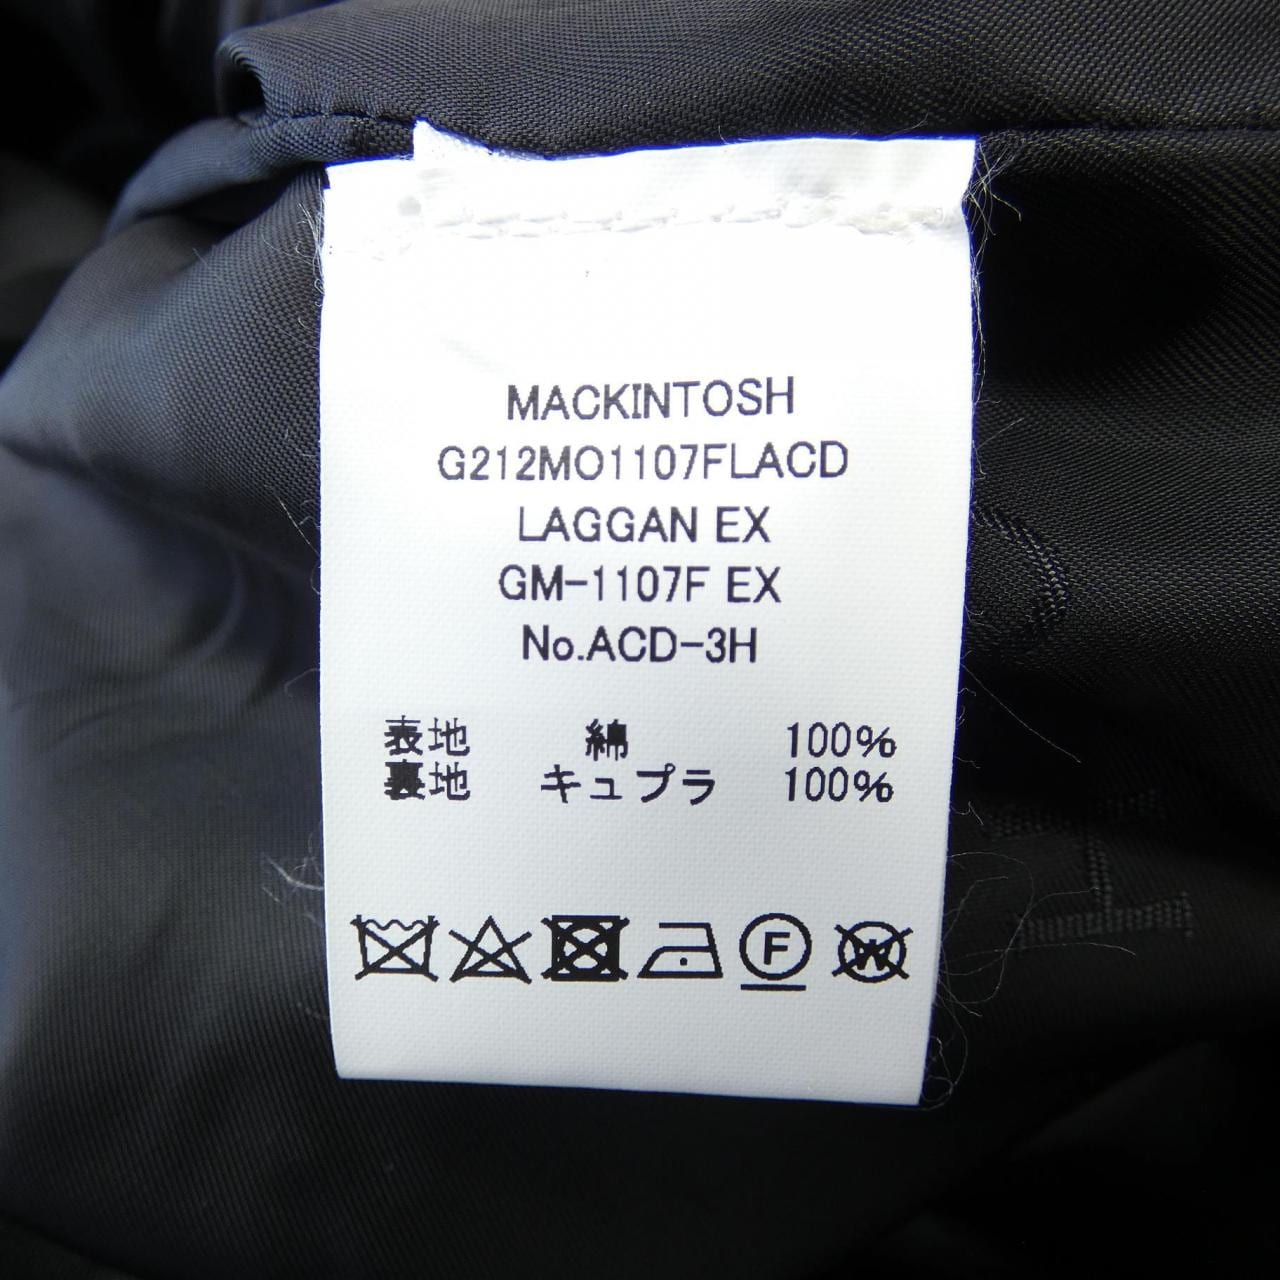 MACKINTOSH
G212MO1107FLACD
LAGGAN EX
GM-1107F EX
No.ACD-3H
表地 綿 100%
裏地 キュプラ 100%
F W